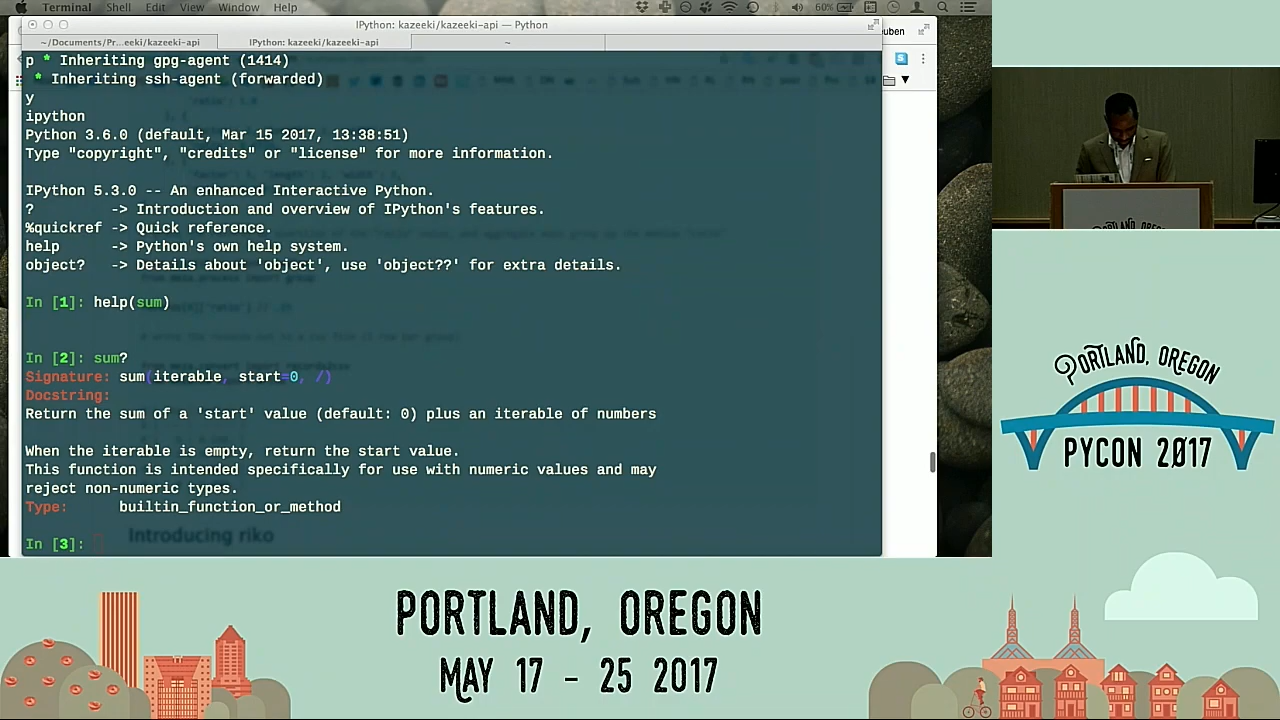 Terminal Shell Edit View Window Help
60%
IPython: kazeeki/kazeeki-api — Python
~/Documents/Pr...eeki/kazeeki-api
IPython: kazeeki/kazeeki-api
~
uben
p * Inheriting gpg-agent (1414)
* Inheriting ssh-agent (forwarded)
y
ipython
Python 3.6.0 (default, Mar 15 2017, 13:38:51)
Type "copyright", "credits" or "license" for more information.
IPython 5.3.0 -- An enhanced Interactive Python.
? -> Introduction and overview of IPython's features.
%quickref -> Quick reference.
help -> Python's own help system.
object? -> Details about 'object', use 'object??' for extra details.
In [1]: help(sum)
In [2]: sum?
Signature: sum(iterable, start=0, /)
Docstring:
Return the sum of a 'start' value (default: 0) plus an iterable of numbers
When the iterable is empty, return the start value.
This function is intended specifically for use with numeric values and may
reject non-numeric types.
Type: builtin_function_or_method
Introducing riko
In [3]:
PORTLAND, OREGON
PORTLAND, OREGON
PYCON 2017
PORTLAND, OREGON
MAY 17 - 25 2017